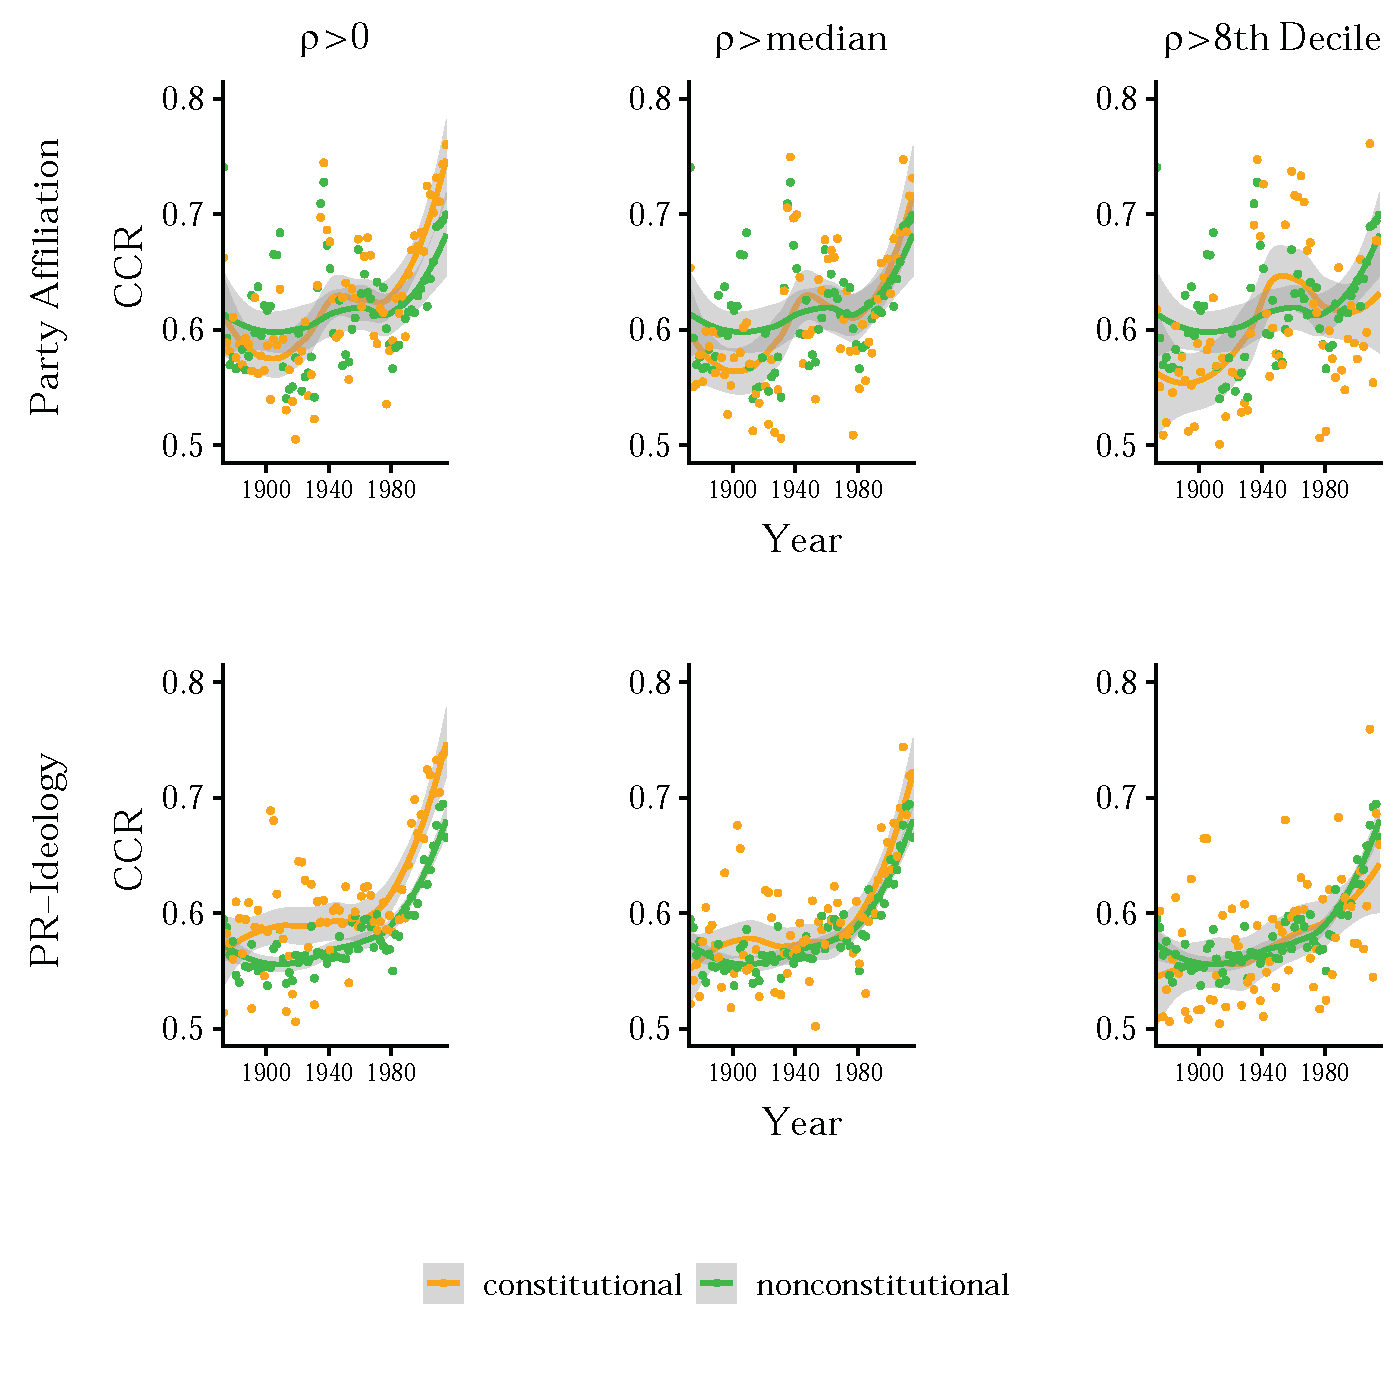 ρ>0 ρ>median ρ>8th Decile
Party Affiliation
CCR
0.8 0.8 0.8
0.7 0.7 0.7
0.6 0.6 0.6
0.5 0.5 0.5
1900 1940 1980 1900 1940 1980 1900 1940 1980
Year
PR−Ideology
CCR
0.8 0.8 0.8
0.7 0.7 0.7
0.6 0.6 0.6
0.5 0.5 0.5
1900 1940 1980 1900 1940 1980 1900 1940 1980
Year
constitutional nonconstitutional